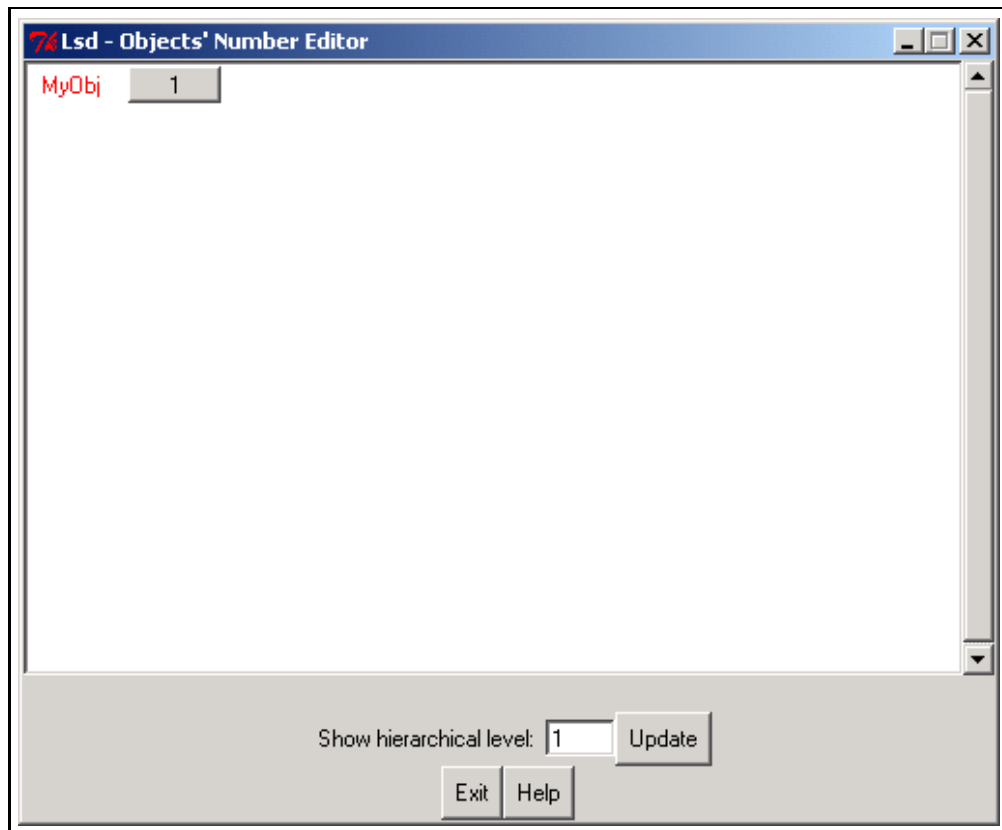 Lsd - Objects' Number Editor
MyObj 1
Show hierarchical level: 1 Update
Exit Help